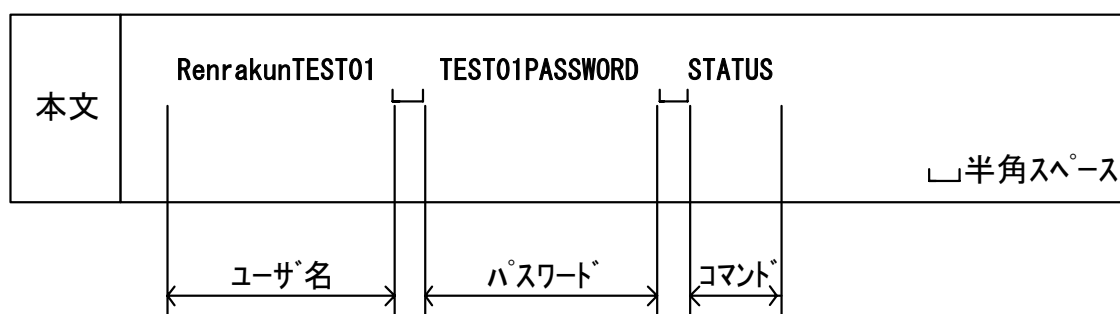 本文
RenrakunTEST01 TEST01PASSWORD STATUS
半角ｽﾍﾟｰｽ
ﾕｰｻﾞ名 ﾊﾟｽﾜｰﾄﾞ ｺﾏﾝﾄﾞ